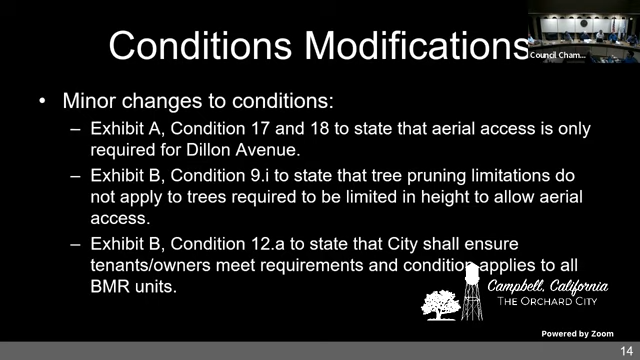 Conditions Modifications
Council Cham...
• Minor changes to conditions:
– Exhibit A, Condition 17 and 18 to state that aerial access is only
required for Dillon Avenue.
– Exhibit B, Condition 9.i to state that tree pruning limitations do
not apply to trees required to be limited in height to allow aerial
access.
– Exhibit B, Condition 12.a to state that City shall ensure
tenants/owners meet requirements and condition applies to all
BMR units.
Campbell, California
THE ORCHARD CITY
Powered by Zoom
14